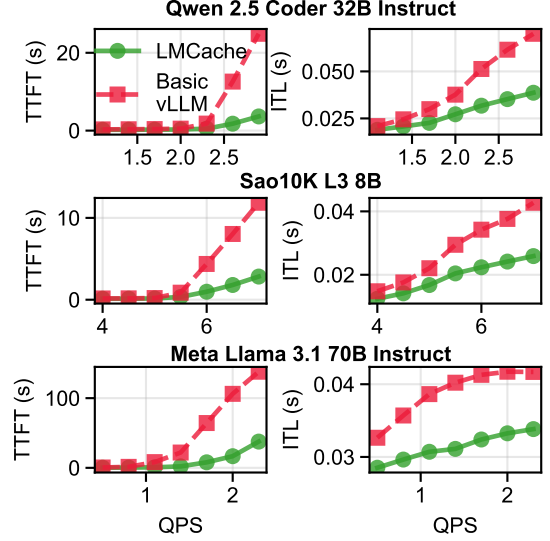 Qwen 2.5 Coder 32B Instruct
TTFT (s)
20
0
1.5
2.0
2.5
LMCache
Basic
vLLM
ITL (s)
0.050
0.025
1.5
2.0
2.5
Sao10K L3 8B
TTFT (s)
10
0
4
6
ITL (s)
0.04
0.02
4
6
Meta Llama 3.1 70B Instruct
TTFT (s)
100
0
1
2
QPS
ITL (s)
0.04
0.03
1
2
QPS